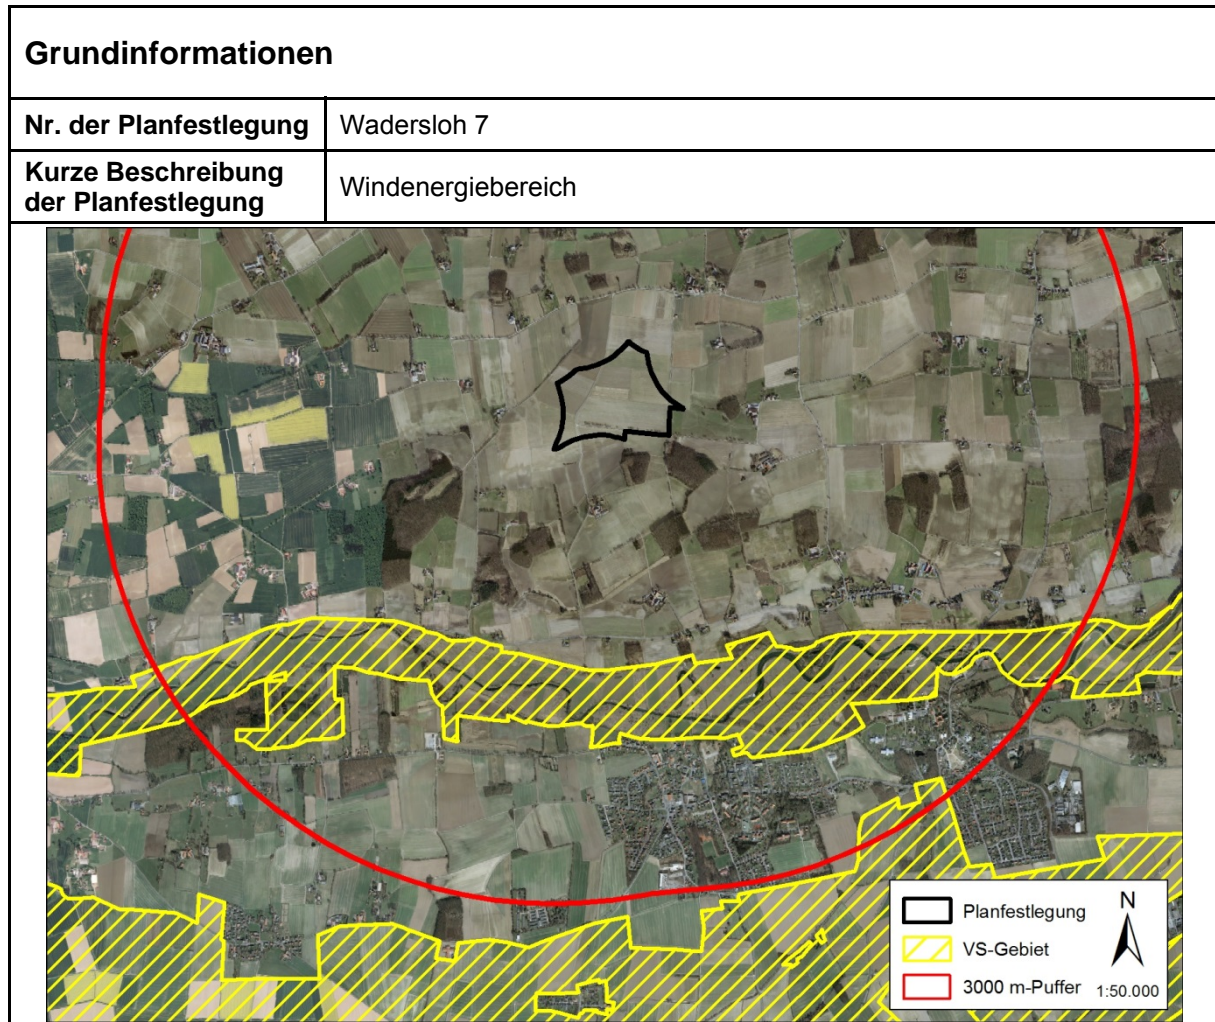 Grundinformationen
Nr. der Planfestlegung
Wadersloh 7
Kurze Beschreibung
der Planfestlegung
Windenergiebereich
Planfestlegung
VS-Gebiet
3000 m-Puffer
N
1:50.000